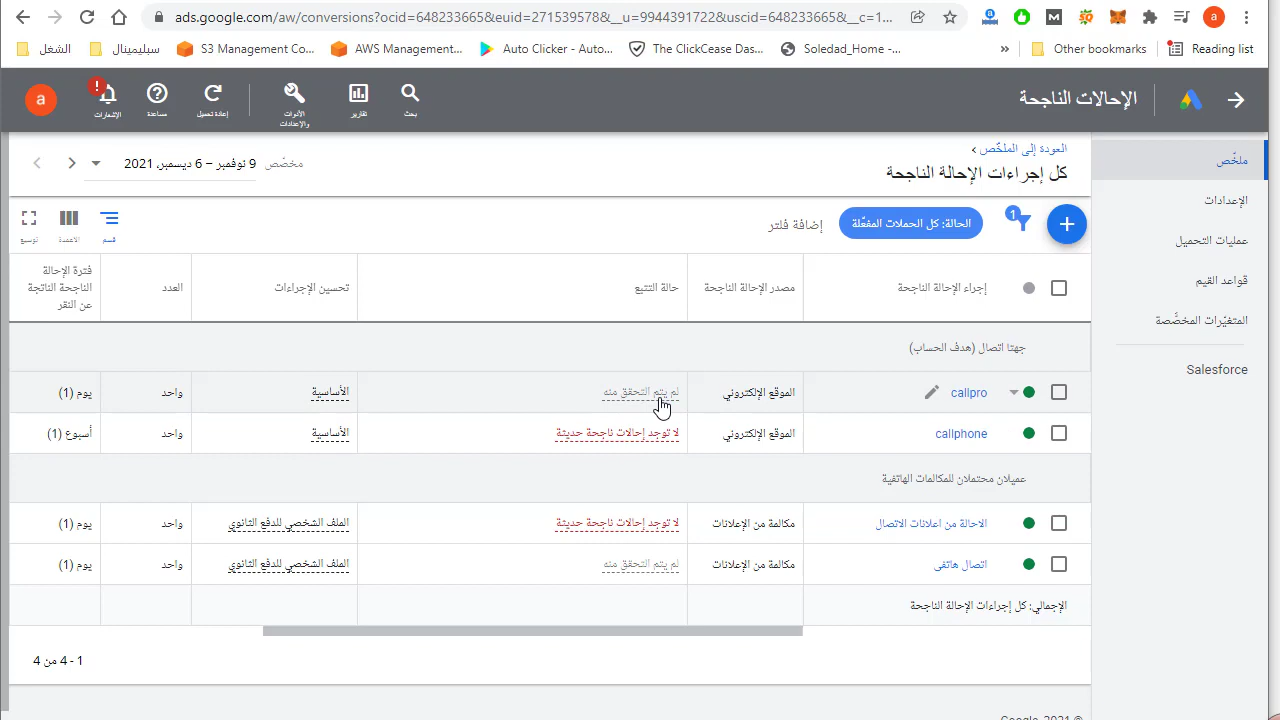 ads.google.com/aw/conversions?ocid=648233665&euid=271539578&__u=9944391722&uscid=648233665&__c=1...
a
الشغل
سيليمينال
S3 Management Co...
AWS Management...
Auto Clicker - Auto...
The ClickCease Das...
Soledad_Home -...
»
Other bookmarks
Reading list
الإحالات الناجحة
بحث
تقارير
الأدوات والإعدادات
إعادة تحميل
مساعدة
الإشعارات
!
a
ملخّص
الإعدادات
عمليات التحميل
قواعد القيم
المتغيّرات المخصَّصة
Salesforce
العودة إلى الملخّص
كل إجراءات الإحالة الناجحة
مخصّص 9 نوفمبر – 6 ديسمبر، 2021
1
الحالة: كل الحملات المفعّلة
إضافة فلتر
قسم
الأعمدة
توسيع
إجراء الإحالة الناجحة
مصدر الإحالة الناجحة
حالة التتبع
تحسين الإجراءات
العدد
فترة الإحالة
الناجحة الناتجة
عن النقر
جهتا اتصال (هدف الحساب)
callpro الموقع الإلكتروني لم يتم التحقق منه الأساسية واحد يوم (1)
callphone الموقع الإلكتروني لا توجد إحالات ناجحة حديثة الأساسية واحد أسبوع (1)
عميلان محتملان للمكالمات الهاتفية
الاحالة من اعلانات الاتصال مكالمة من الإعلانات لا توجد إحالات ناجحة حديثة الملف الشخصي للدفع الثانوي واحد يوم (1)
اتصال هاتفى مكالمة من الإعلانات لم يتم التحقق منه الملف الشخصي للدفع الثانوي واحد يوم (1)
الإجمالي: كل إجراءات الإحالة الناجحة
1 - 4 من 4